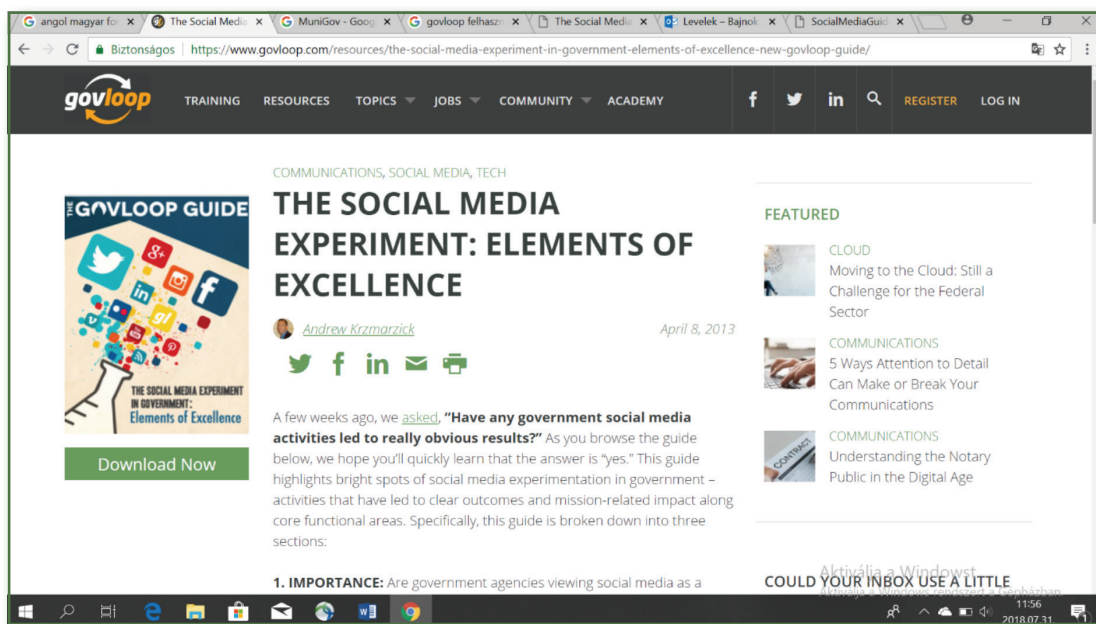 angol magyar for
The Social Media
MuniGov - Goog
govloop felhaszn
The Social Media
Levelek – Bajnok
SocialMediaGuid
Biztonságos
https://www.govloop.com/resources/the-social-media-experiment-in-government-elements-of-excellence-new-govloop-guide/
govloop
TRAINING
RESOURCES
TOPICS
JOBS
COMMUNITY
ACADEMY
REGISTER
LOG IN
THE GOVLOOP GUIDE
g+
in
gl
THE SOCIAL MEDIA EXPERIMENT
IN GOVERNMENT:
Elements of Excellence
Download Now
COMMUNICATIONS, SOCIAL MEDIA, TECH
THE SOCIAL MEDIA
EXPERIMENT: ELEMENTS OF
EXCELLENCE
Andrew Krzmarzick
April 8, 2013
A few weeks ago, we asked, “Have any government social media
activities led to really obvious results?” As you browse the guide
below, we hope you’ll quickly learn that the answer is “yes.” This guide
highlights bright spots of social media experimentation in government –
activities that have led to clear outcomes and mission-related impact along
core functional areas. Specifically, this guide is broken down into three
sections:
1. IMPORTANCE: Are government agencies viewing social media as a
FEATURED
CLOUD
Moving to the Cloud: Still a
Challenge for the Federal
Sector
COMMUNICATIONS
5 Ways Attention to Detail
Can Make or Break Your
Communications
CONTRACT
COMMUNICATIONS
Understanding the Notary
Public in the Digital Age
COULD YOUR INBOX USE A LITTLE
Aktiválja a Windowst
Aktiválja a Windows rendszert a Gépházban.
11:56
2018.07.31.